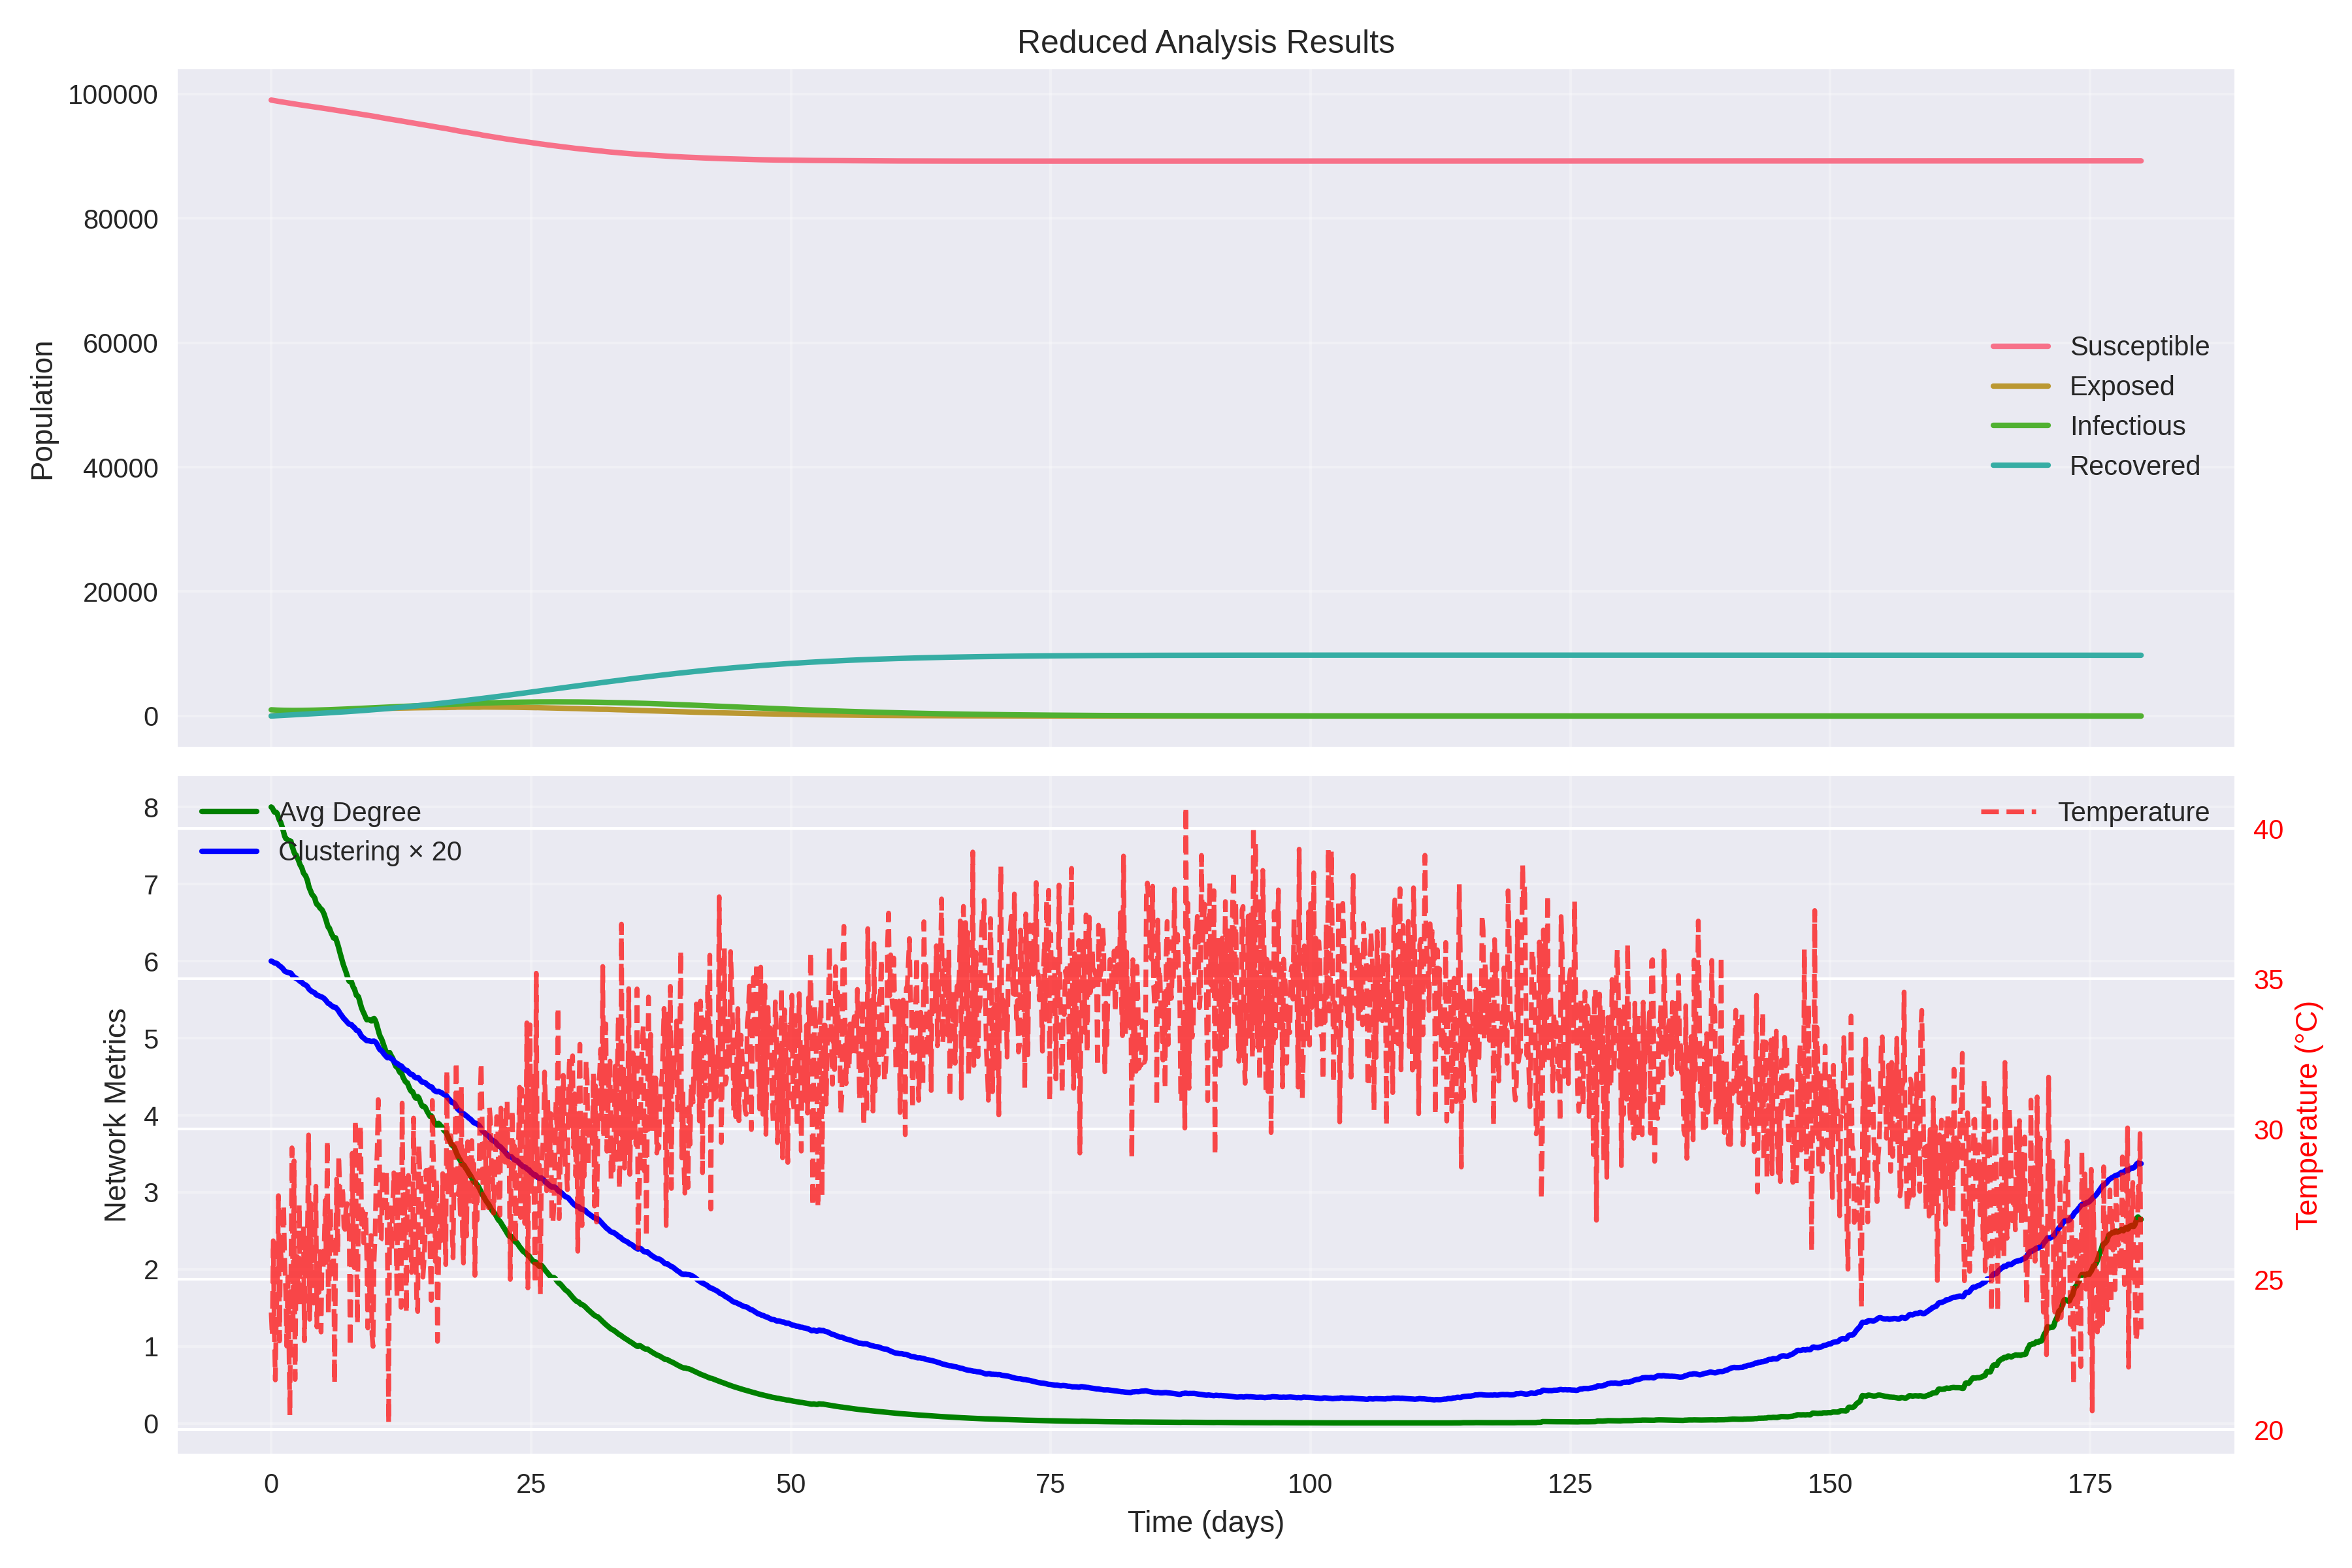 Reduced Analysis Results
100000
80000
60000
40000
20000
0
Population
Susceptible
Exposed
Infectious
Recovered
8
7
6
5
4
3
2
1
0
Network Metrics
Avg Degree
Clustering × 20
Temperature
40
35
30
25
20
Temperature (°C)
0 25 50 75 100 125 150 175
Time (days)